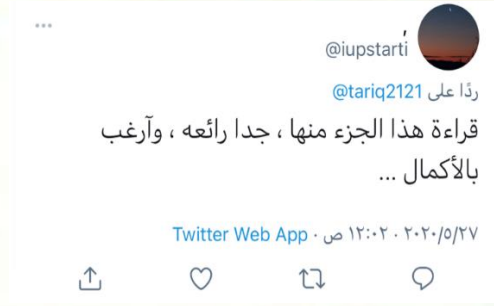 ,
@iupstarti
ردًا على @tariq2121
قراءة هذا الجزء منها ، جدا رائعه ، وآرغب
بالأكمال ...
٢٠٢٠/٥/٢٧ · ١٢:٠٢ ص · Twitter Web App